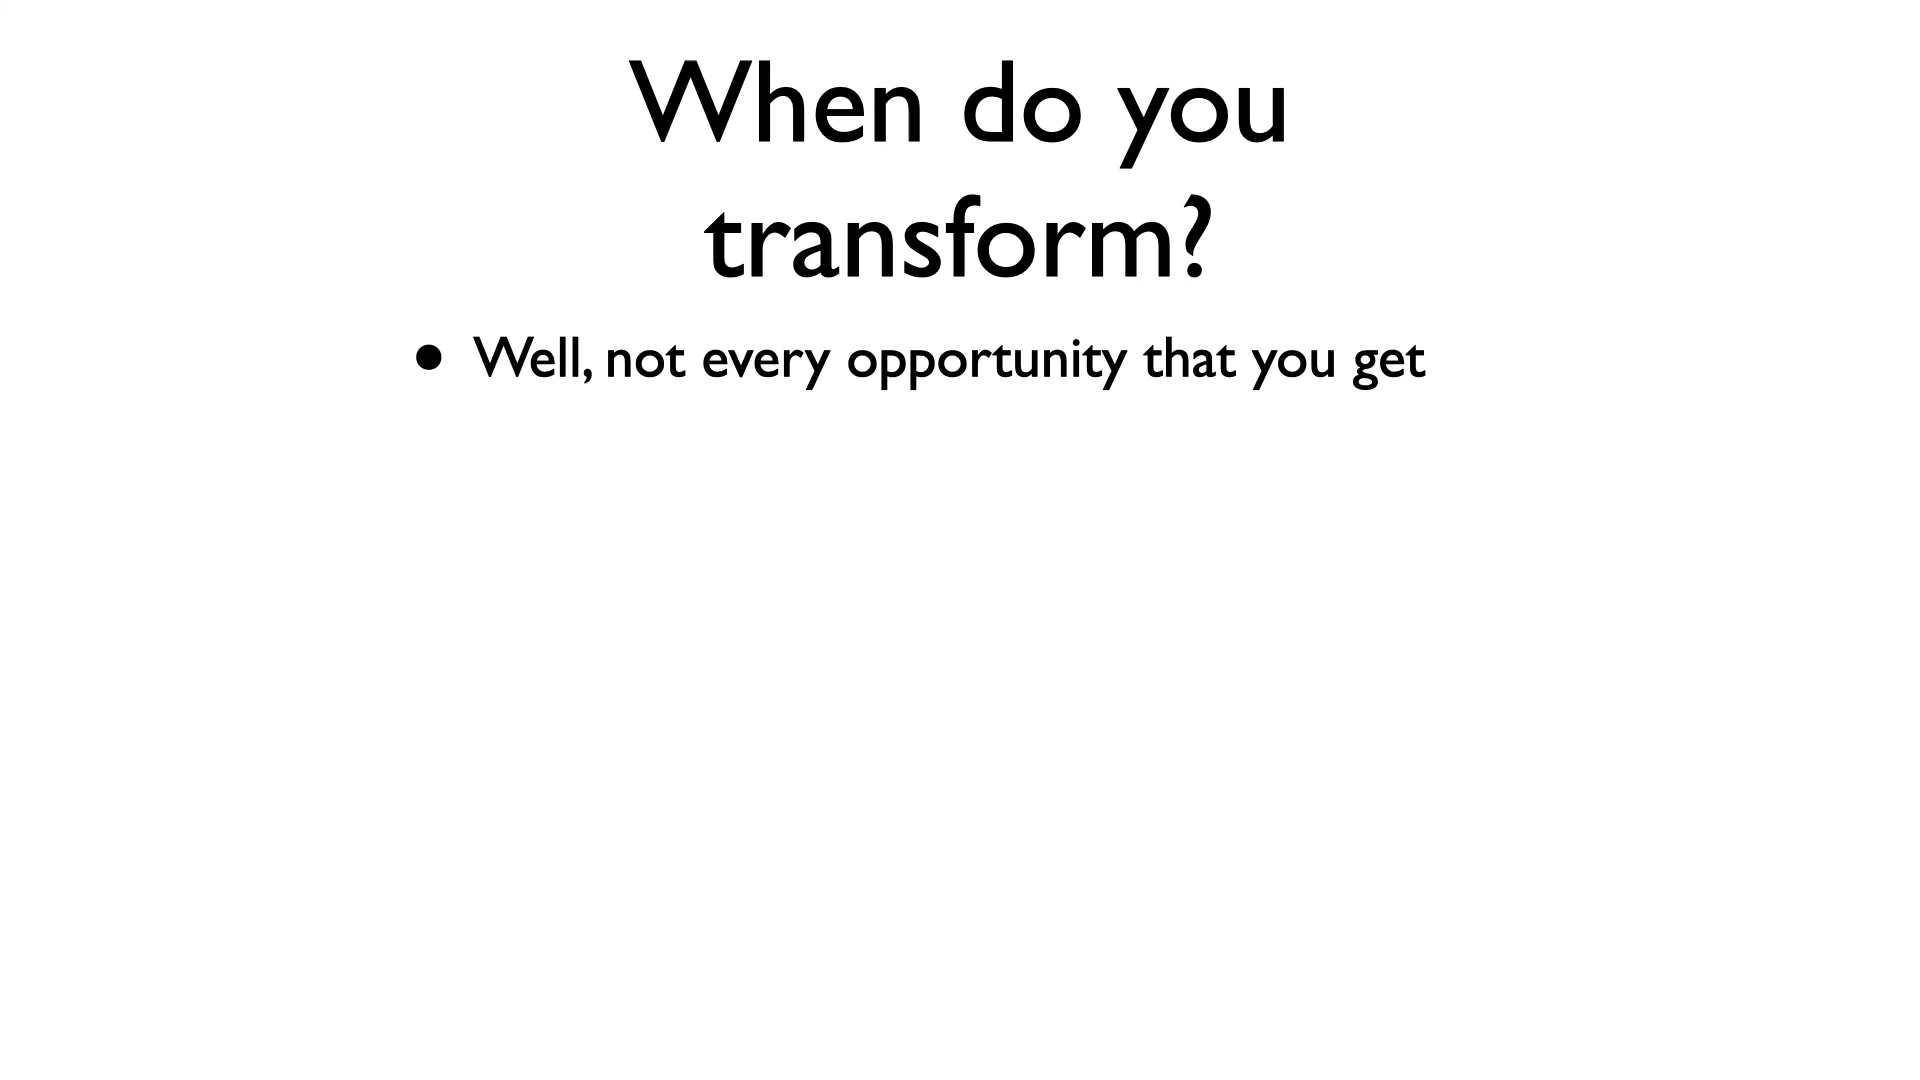 When do you
transform?
• Well, not every opportunity that you get